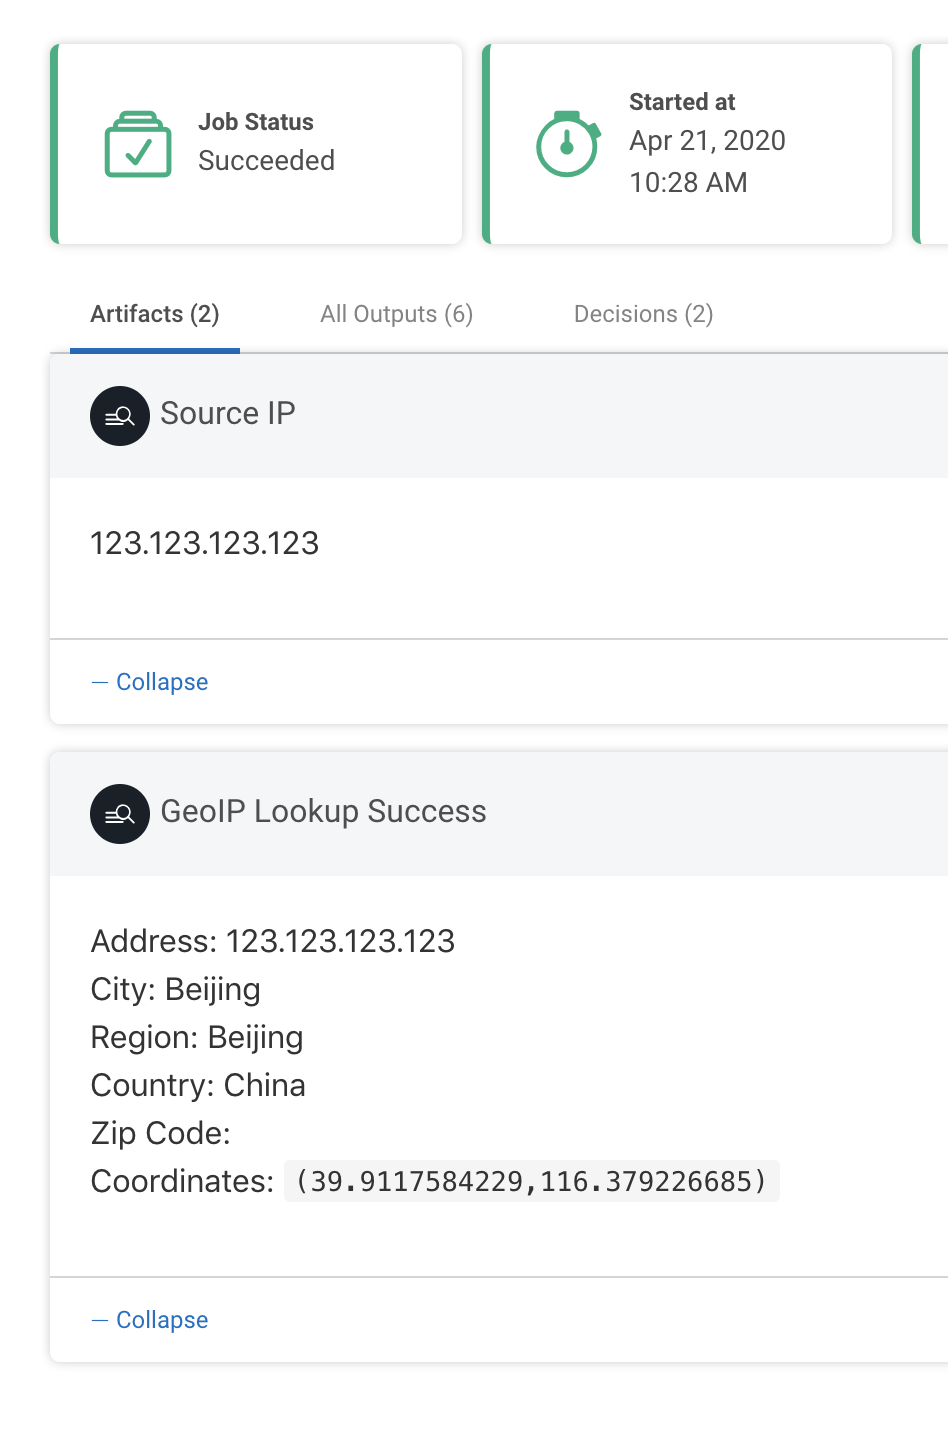 Job Status
Succeeded
Started at
Apr 21, 2020
10:28 AM
Artifacts (2)
All Outputs (6)
Decisions (2)
Source IP
123.123.123.123
— Collapse
GeoIP Lookup Success
Address: 123.123.123.123
City: Beijing
Region: Beijing
Country: China
Zip Code:
Coordinates: (39.9117584229,116.379226685)
— Collapse